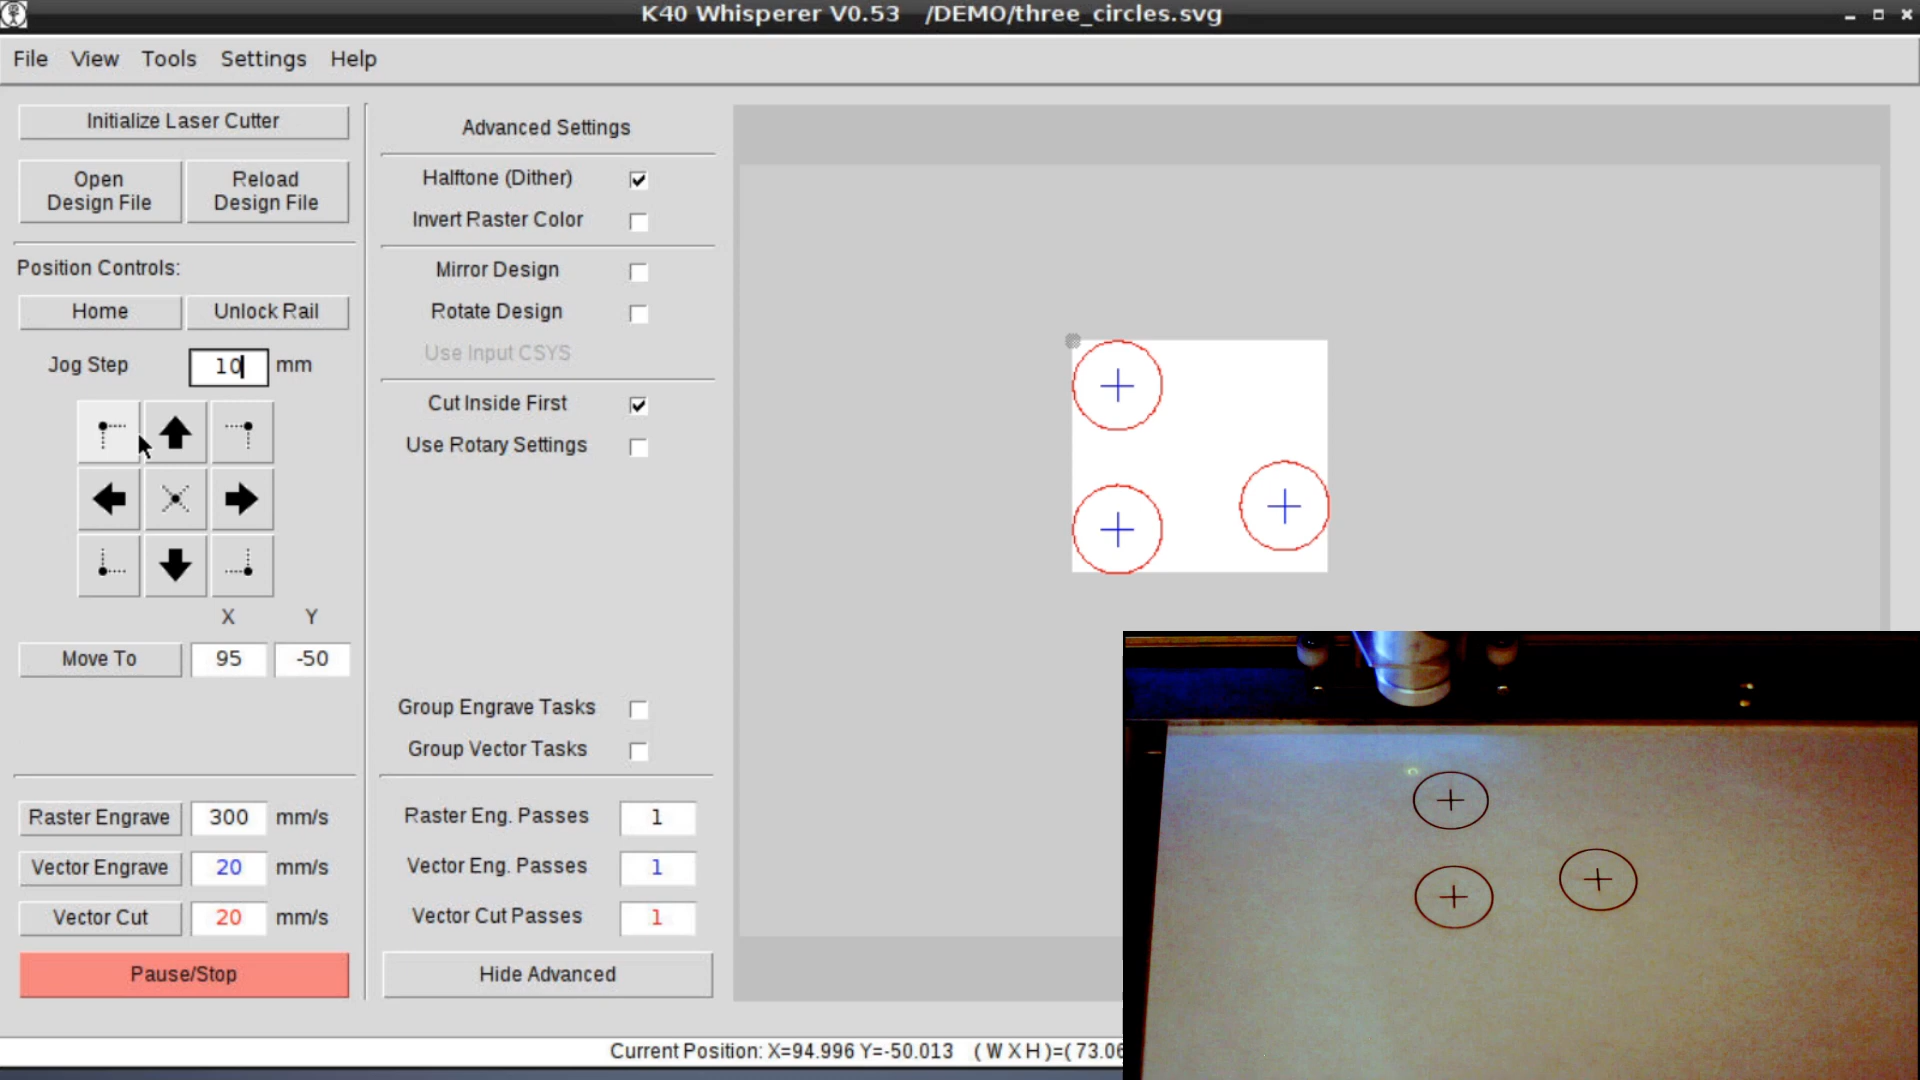 K40 Whisperer V0.53 /DEMO/three_circles.svg
File View Tools Settings Help
Initialize Laser Cutter
Open
Design File
Reload
Design File
Position Controls:
Home
Unlock Rail
Jog Step 10 mm
X Y
Move To 95 -50
Raster Engrave 300 mm/s
Vector Engrave 20 mm/s
Vector Cut 20 mm/s
Pause/Stop
Advanced Settings
Halftone (Dither)
Invert Raster Color
Mirror Design
Rotate Design
Use Input CSYS
Cut Inside First
Use Rotary Settings
Group Engrave Tasks
Group Vector Tasks
Raster Eng. Passes 1
Vector Eng. Passes 1
Vector Cut Passes 1
Hide Advanced
Current Position: X=94.996 Y=-50.013 ( W X H )=( 73.06